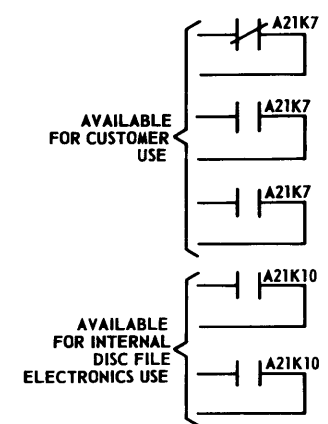 A21K7
A21K7
AVAILABLE
FOR CUSTOMER
USE
A21K7
A21K10
AVAILABLE
FOR INTERNAL
DISC FILE
ELECTRONICS USE
A21K10